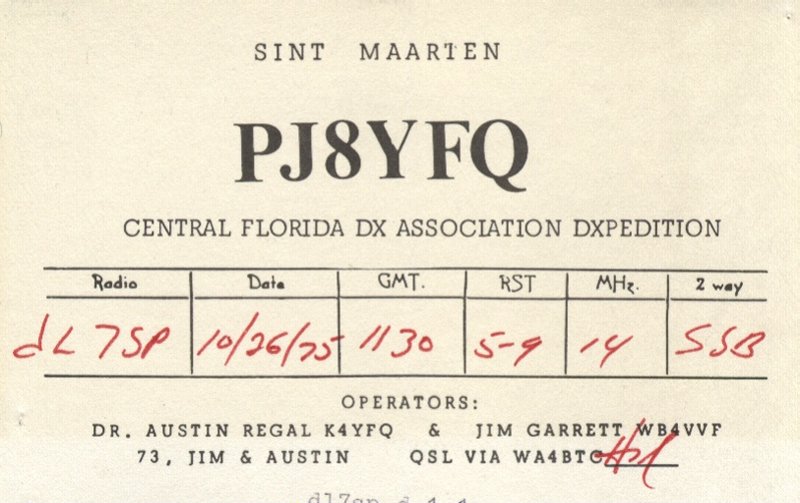 SINT MAARTEN
PJ8YFQ
CENTRAL FLORIDA DX ASSOCIATION DXPEDITION
Radio Date GMT. RST MHz. 2 way
dL7SP 10/26/75 1130 5-9 14 SSB
OPERATORS:
DR. AUSTIN REGAL K4YFQ & JIM GARRETT WB4VVF
73, JIM & AUSTIN QSL VIA WA4BTC